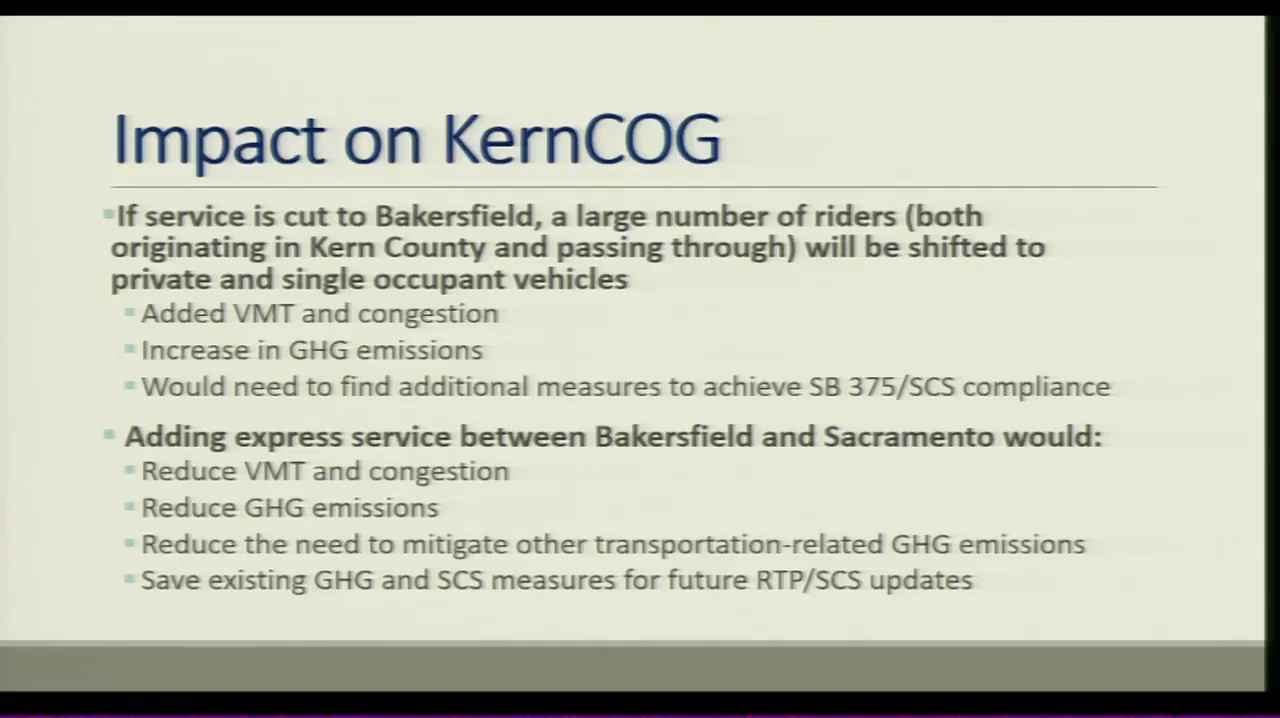 Impact on KernCOG
If service is cut to Bakersfield, a large number of riders (both
originating in Kern County and passing through) will be shifted to
private and single occupant vehicles
Added VMT and congestion
Increase in GHG emissions
Would need to find additional measures to achieve SB 375/SCS compliance
Adding express service between Bakersfield and Sacramento would:
Reduce VMT and congestion
Reduce GHG emissions
Reduce the need to mitigate other transportation-related GHG emissions
Save existing GHG and SCS measures for future RTP/SCS updates